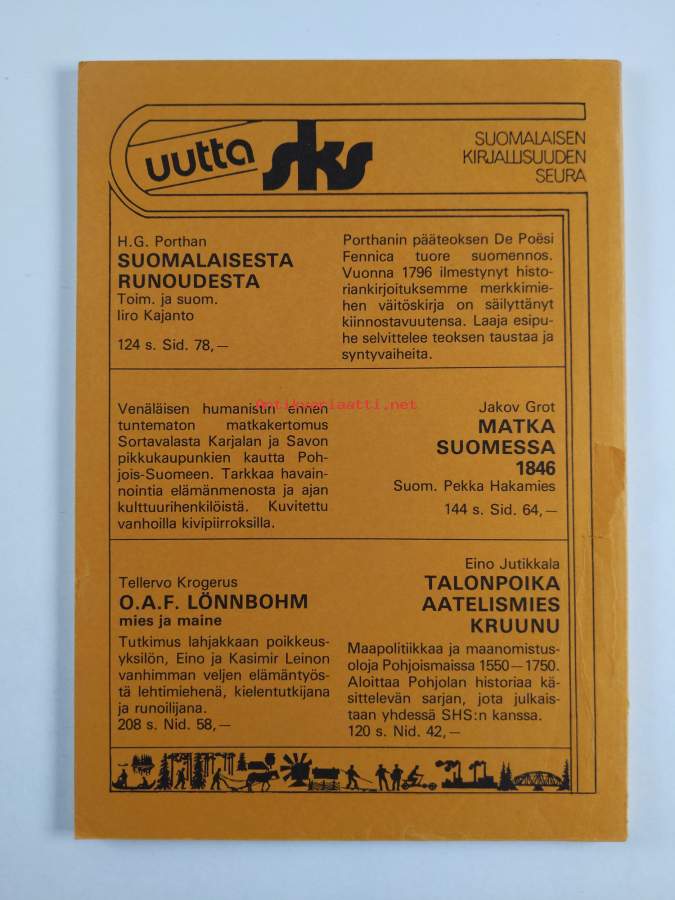 uutta sks
SUOMALAISEN
KIRJALLISUUDEN
SEURA
H.G. Porthan
SUOMALAISESTA
RUNOUDESTA
Toim. ja suom.
Iiro Kajanto
124 s. Sid. 78,—
Porthanin pääteoksen De Poësi
Fennica tuore suomennos.
Vuonna 1796 ilmestynyt histo-
riankirjoituksemme merkkimie-
hen väitöskirja on säilyttänyt
kiinnostavuutensa. Laaja esipu-
he selvittelee teoksen taustaa ja
syntyvaiheita.
Antikvariaatti.net
Venäläisen humanistin ennen
tuntematon matkakertomus
Sortavalasta Karjalan ja Savon
pikkukaupunkien kautta Poh-
jois-Suomeen. Tarkkaa havain-
nointia elämänmenosta ja ajan
kulttuurihenkilöistä. Kuvitettu
vanhoilla kivipiirroksilla.
Jakov Grot
MATKA
SUOMESSA
1846
Suom. Pekka Hakamies
144 s. Sid. 64,—
Tellervo Krogerus
O.A.F. LÖNNBOHM
mies ja maine
Tutkimus lahjakkaan poikkeus-
yksilön, Eino ja Kasimir Leinon
vanhimman veljen elämäntyös-
tä lehtimiehenä, kielentutkijana
ja runoilijana.
208 s. Nid. 58,—
Eino Jutikkala
TALONPOIKA
AATELISMIES
KRUUNU
Maapolitiikkaa ja maanomistus-
oloja Pohjoismaissa 1550—1750.
Aloittaa Pohjolan historiaa kä-
sittelevän sarjan, jota julkais-
taan yhdessä SHS:n kanssa.
120 s. Nid. 42,—